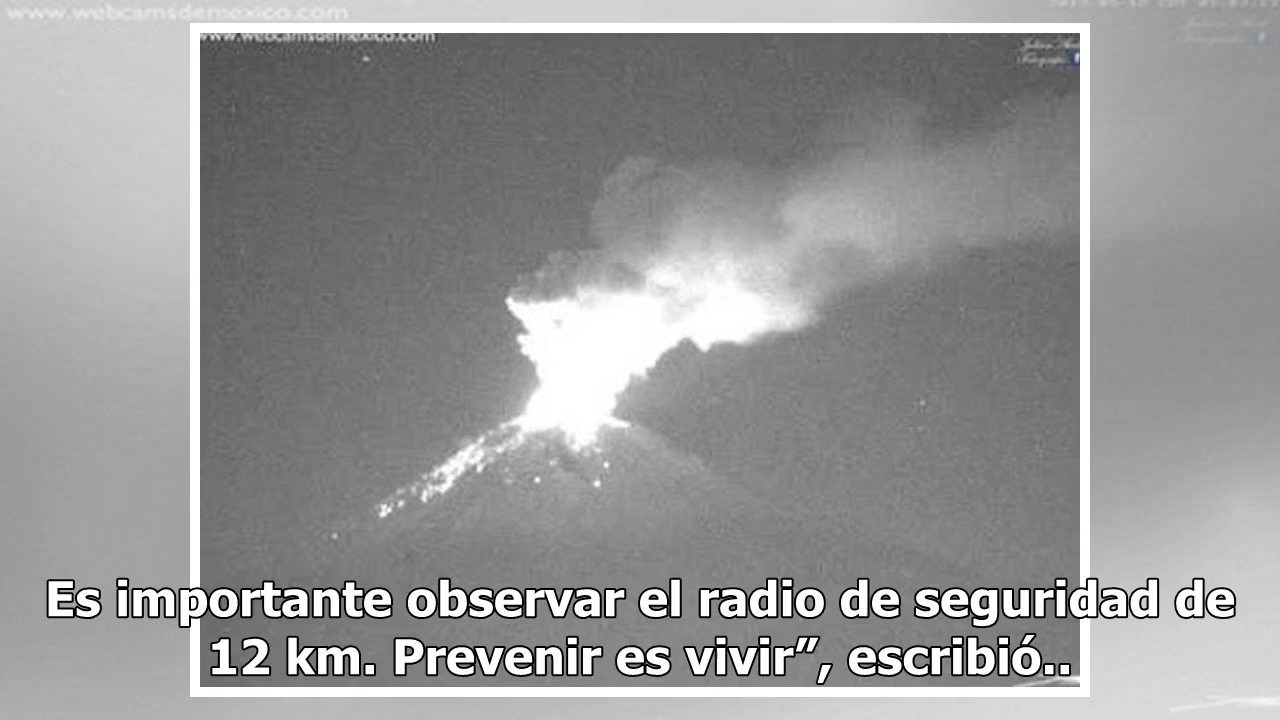 www.webcamsdemexico.com
www.webcamsdemexico.com
Es importante observar el radio de seguridad de
12 km. Prevenir es vivir”, escribió..